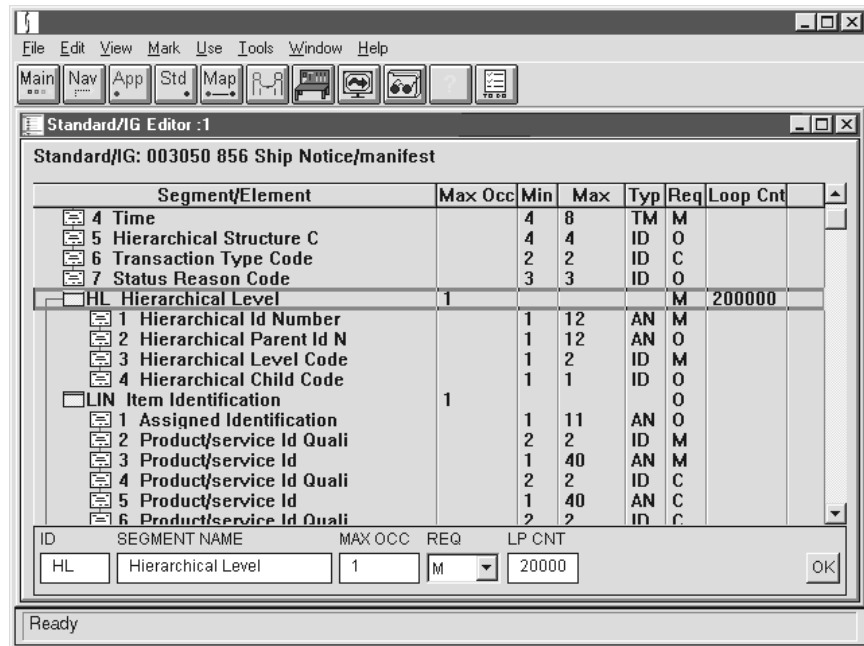 File Edit View Mark Use Tools Window Help
Main Nav App Std Map ? TO DO
Standard/IG Editor :1
Standard/IG: 003050 856 Ship Notice/manifest
Segment/Element Max Occ Min Max Typ Req Loop Cnt
4 Time 4 8 TM M
5 Hierarchical Structure C 4 4 ID O
6 Transaction Type Code 2 2 ID C
7 Status Reason Code 3 3 ID O
HL Hierarchical Level 1 M 200000
1 Hierarchical Id Number 1 12 AN M
2 Hierarchical Parent Id N 1 12 AN O
3 Hierarchical Level Code 1 2 ID M
4 Hierarchical Child Code 1 1 ID O
LIN Item Identification 1 O
1 Assigned Identification 1 11 AN O
2 Product/service Id Quali 2 2 ID M
3 Product/service Id 1 40 AN M
4 Product/service Id Quali 2 2 ID C
5 Product/service Id 1 40 AN C
6 Product/service Id Quali 2 2 ID C
ID SEGMENT NAME MAX OCC REQ LP CNT
HL Hierarchical Level 1 M 20000 OK
Ready